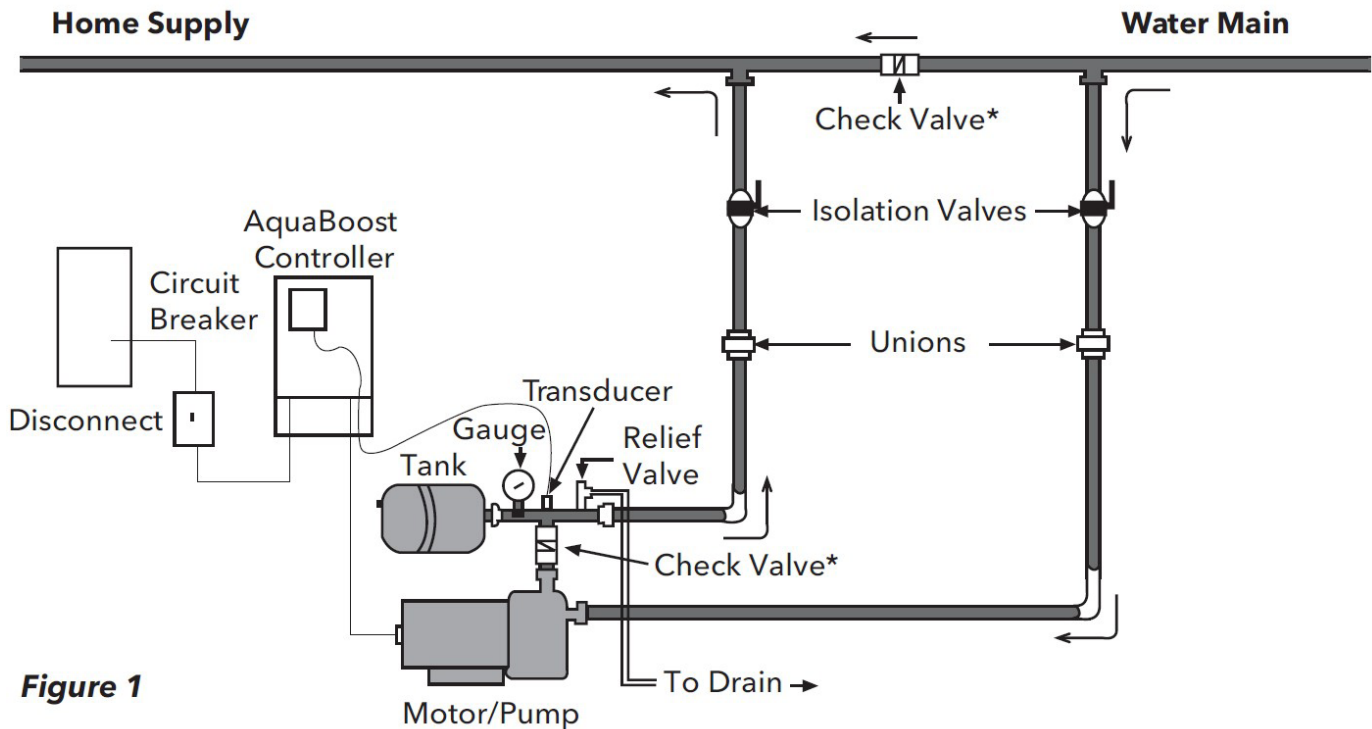 Home Supply
Water Main
Check Valve*
Isolation Valves
AquaBoost
Controller
Circuit
Breaker
Unions
Disconnect
Transducer
Gauge
Relief
Valve
Tank
Check Valve*
To Drain
Figure 1
Motor/Pump